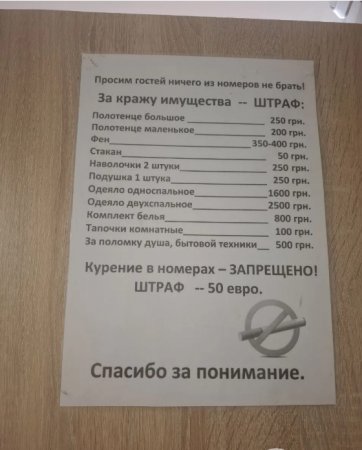 Просим гостей ничего из номеров не брать!
За кражу имущества -- ШТРАФ:
Полотенце большое 250 грн.
Полотенце маленькое 200 грн.
Фен 350-400 грн.
Стакан 50 грн.
Наволочки 2 штуки 250 грн.
Подушка 1 штука 250 грн.
Одеяло односпальное 1600 грн.
Одеяло двухспальное 2500 грн.
Комплект белья 800 грн.
Тапочки комнатные 100 грн.
За поломку душа, бытовой техники 500 грн.
Курение в номерах – ЗАПРЕЩЕНО!
ШТРАФ -- 50 евро.
Спасибо за понимание.